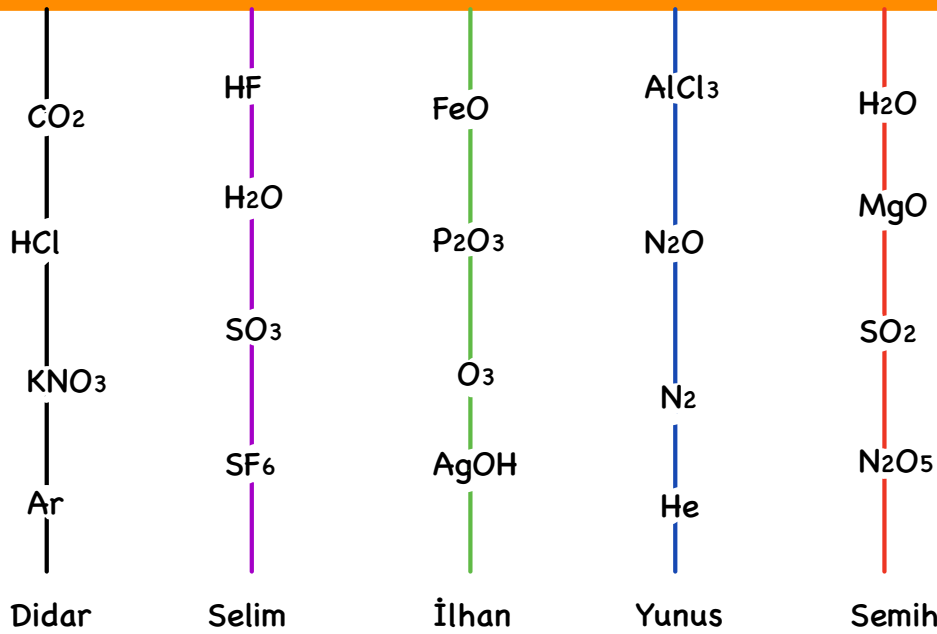 CO2
HCl
KNO3
Ar
Didar
HF
H2O
SO3
SF6
Selim
FeO
P2O3
O3
AgOH
İlhan
AlCl3
N2O
N2
He
Yunus
H2O
MgO
SO2
N2O5
Semih